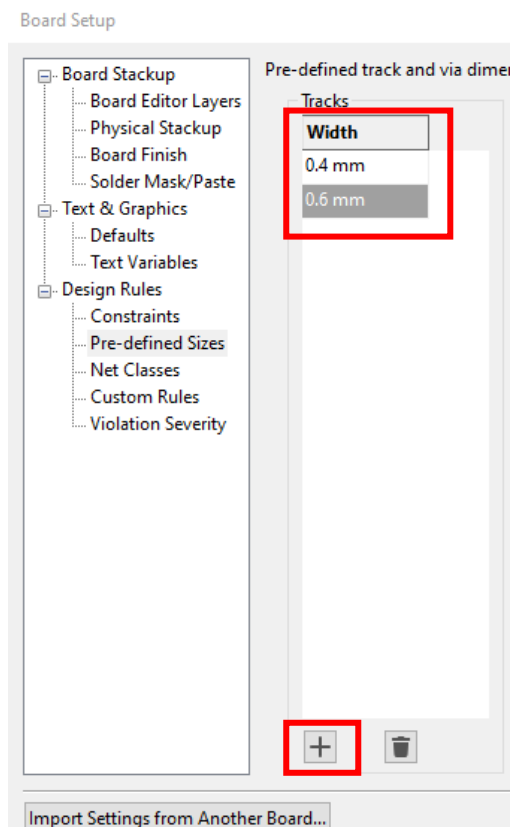 Board Setup
Board Stackup
Board Editor Layers
Physical Stackup
Board Finish
Solder Mask/Paste
Text & Graphics
Defaults
Text Variables
Design Rules
Constraints
Pre-defined Sizes
Net Classes
Custom Rules
Violation Severity
Pre-defined track and via dimer
Tracks
Width
0.4 mm
0.6 mm
Import Settings from Another Board...